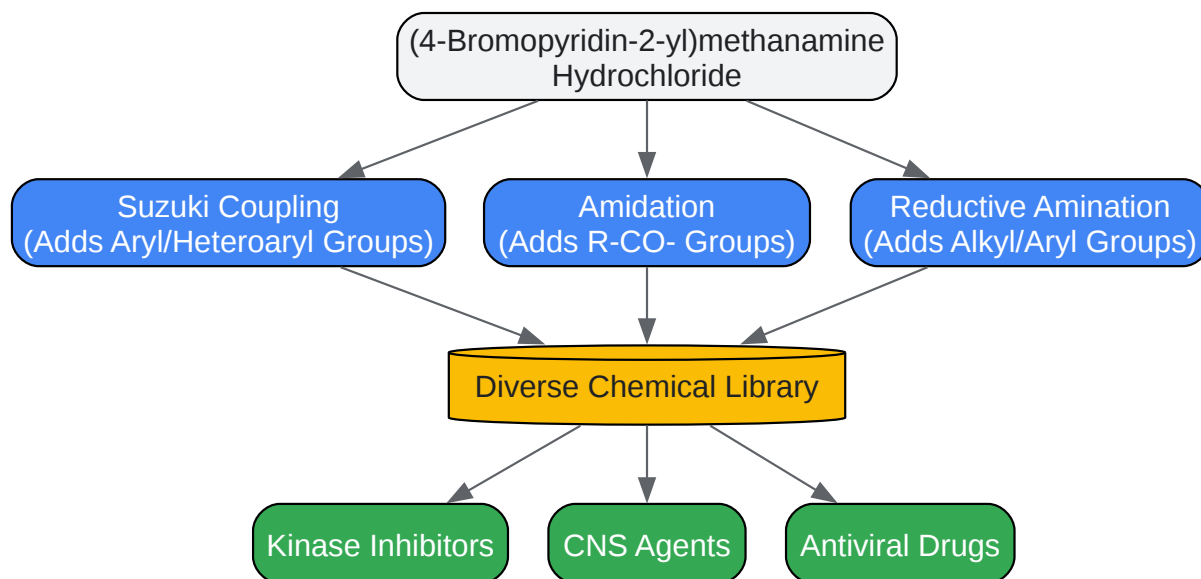 (4-Bromopyridin-2-yl)methanamine
Hydrochloride
Suzuki Coupling
(Adds Aryl/Heteroaryl Groups)
Amidation
(Adds R-CO- Groups)
Reductive Amination
(Adds Alkyl/Aryl Groups)
Diverse Chemical Library
Kinase Inhibitors
CNS Agents
Antiviral Drugs